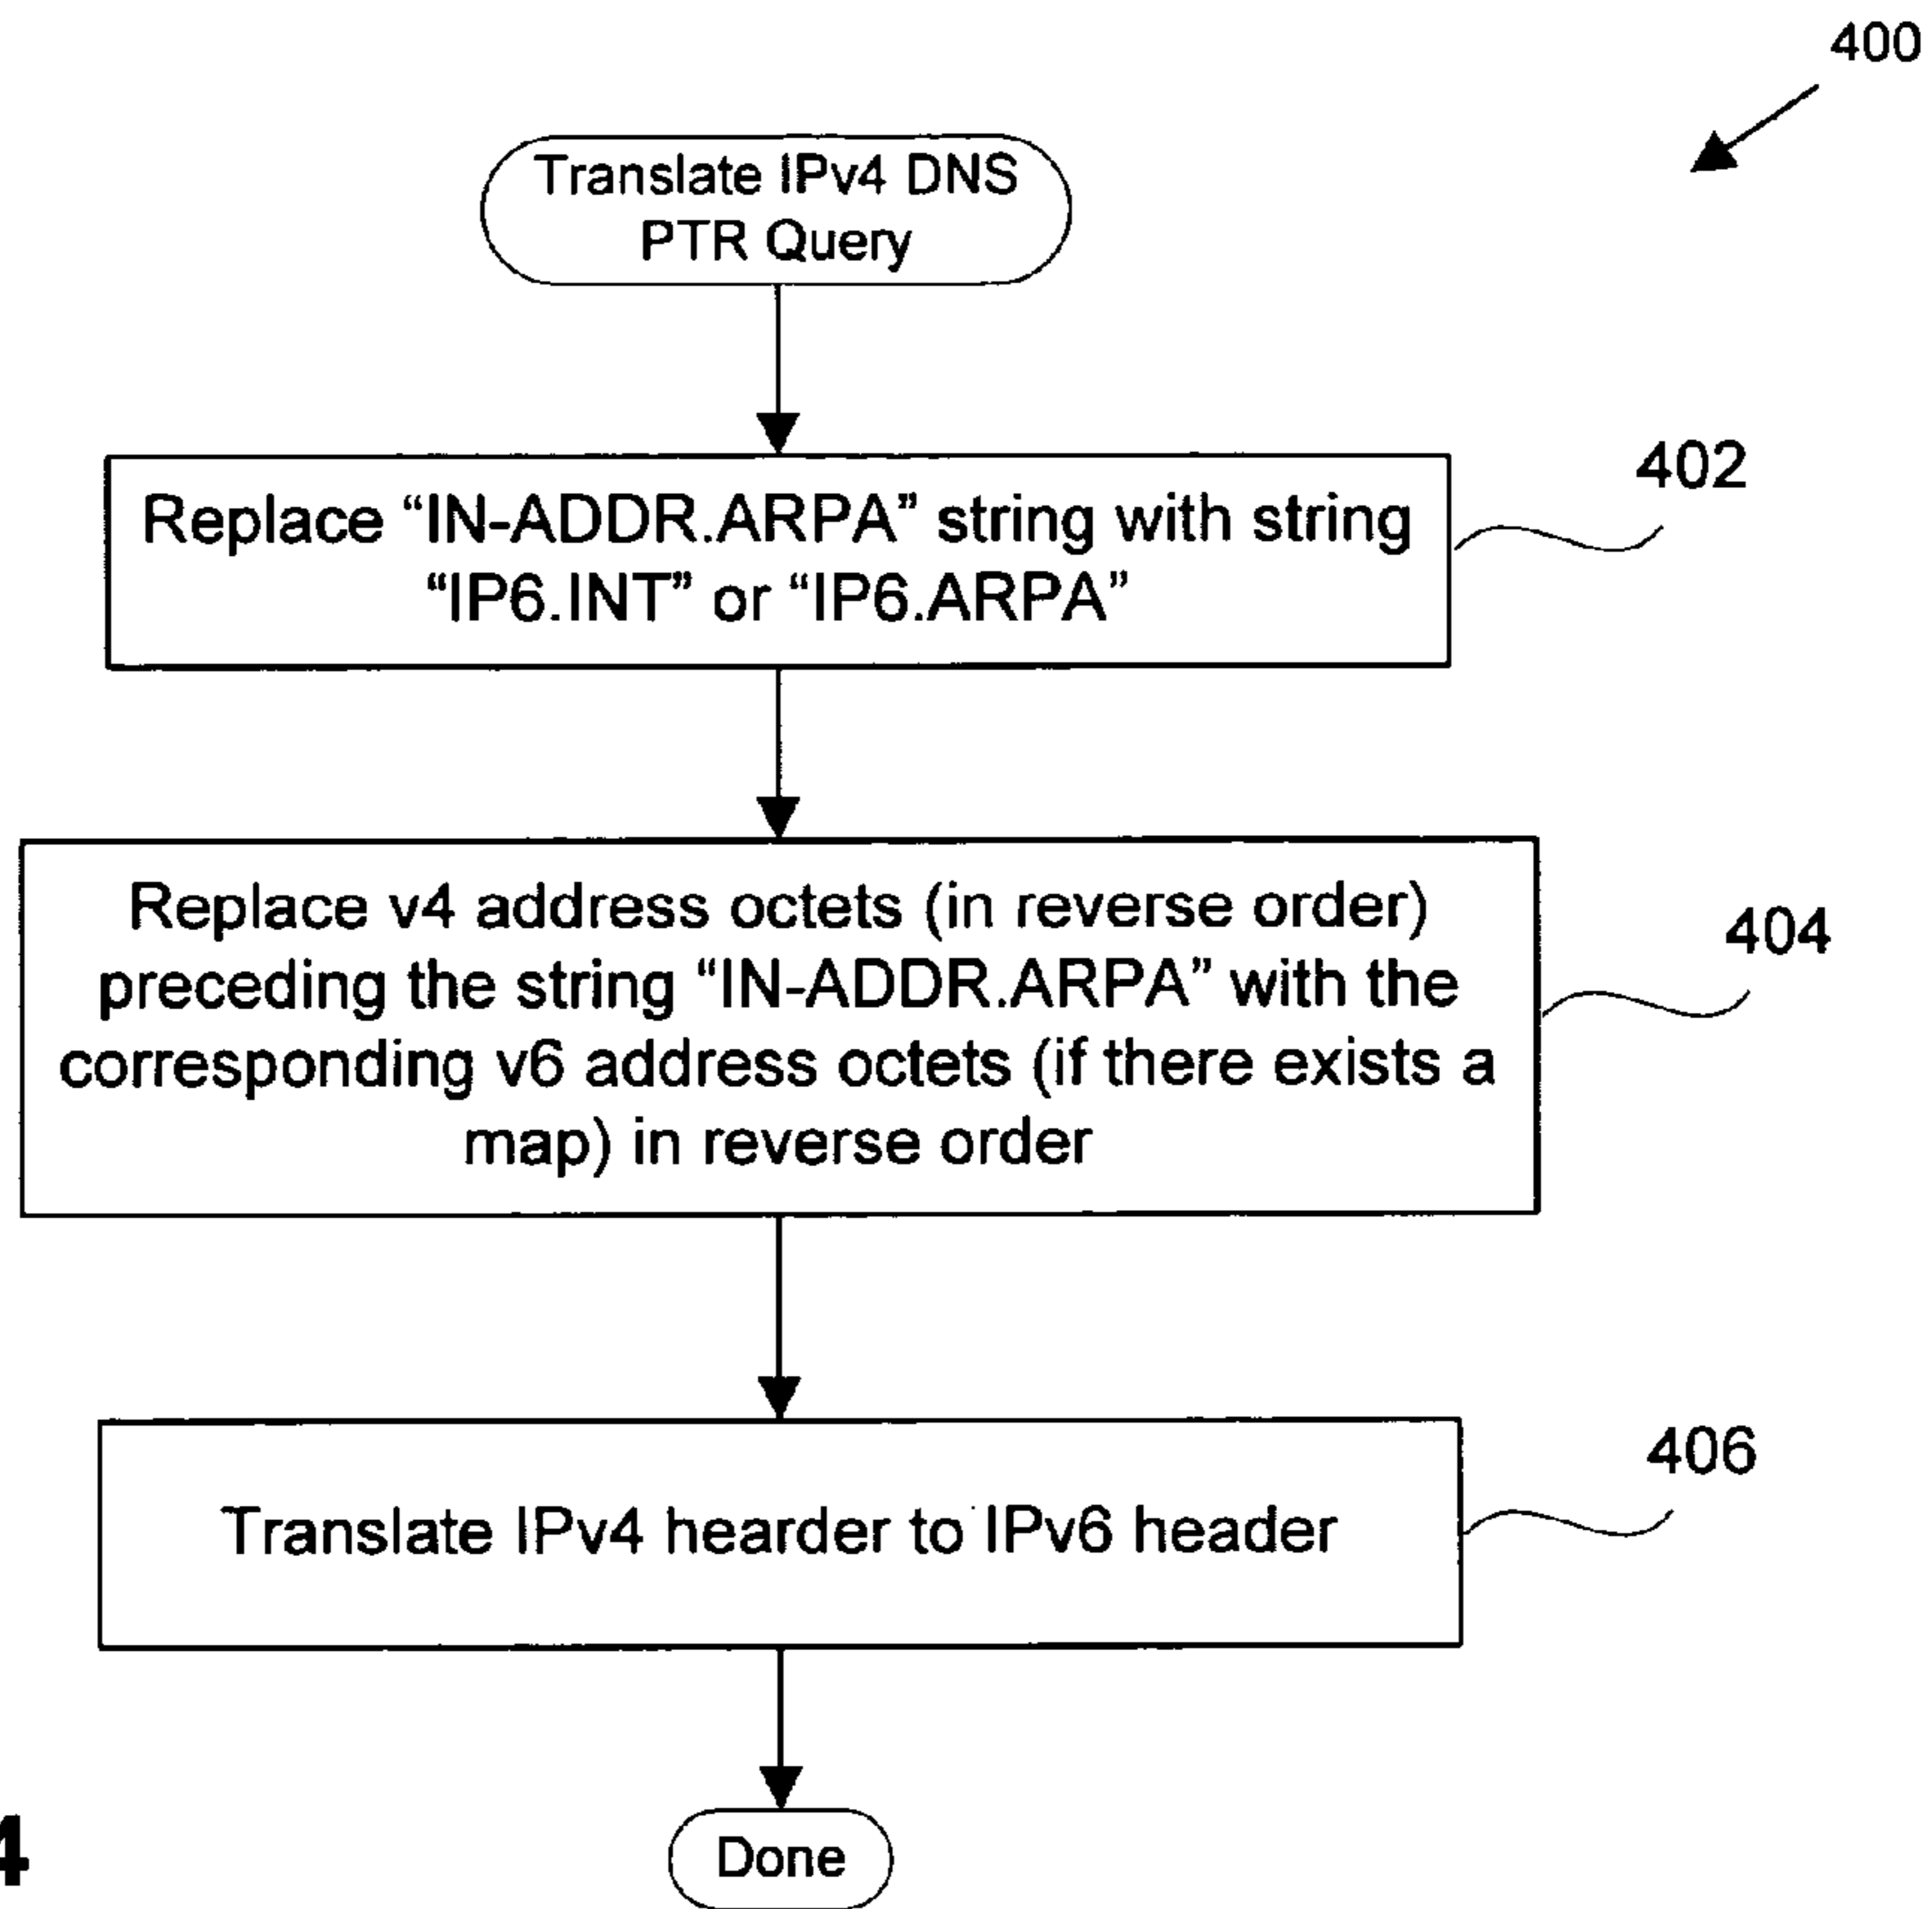 400
Translate IPv4 DNS
PTR Query
402
Replace “IN-ADDR.ARPA” string with string
“IP6.INT” or “IP6.ARPA”
404
Replace v4 address octets (in reverse order)
preceding the string “IN-ADDR.ARPA” with the
corresponding v6 address octets (if there exists a
map) in reverse order
406
Translate IPv4 hearder to IPv6 header
4
Done